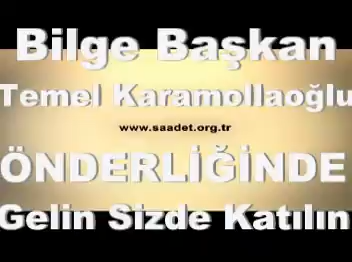 Bilge Başkan
Temel Karamollaoğlu
www.saadet.org.tr
ÖNDERLİĞİNDE
Gelin Sizde Katılın